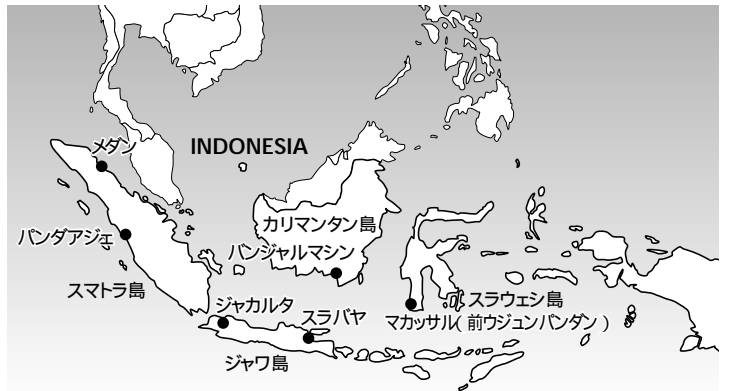 メダン
INDONESIA
カリマンタン島
バンダアジェ
バンジャルマシン
スマトラ島
ジャカルタ
スラバヤ
スラウェシ島
マカッサル( 前ウジュンパンダン )
ジャワ島